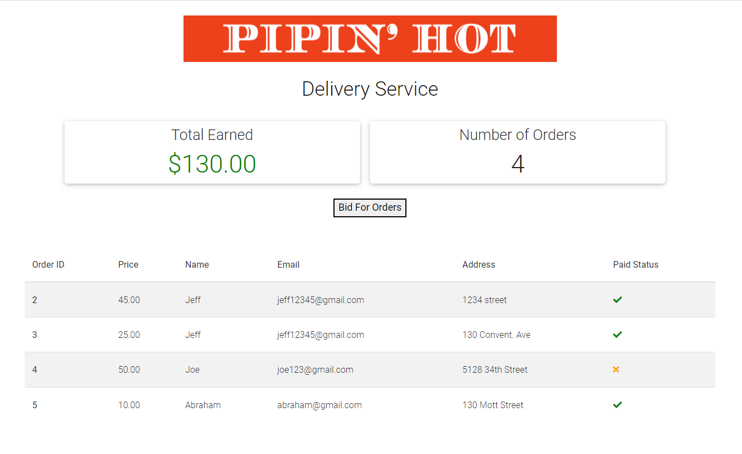 PIPIN' HOT
Delivery Service
Total Earned
$130.00
Number of Orders
4
Bid For Orders
Order ID Price Name Email Address Paid Status
2 45.00 Jeff jeff12345@gmail.com 1234 street
3 25.00 Jeff jeff12345@gmail.com 130 Convent. Ave
4 50.00 Joe joe123@gmail.com 5128 34th Street
5 10.00 Abraham abraham@gmail.com 130 Mott Street